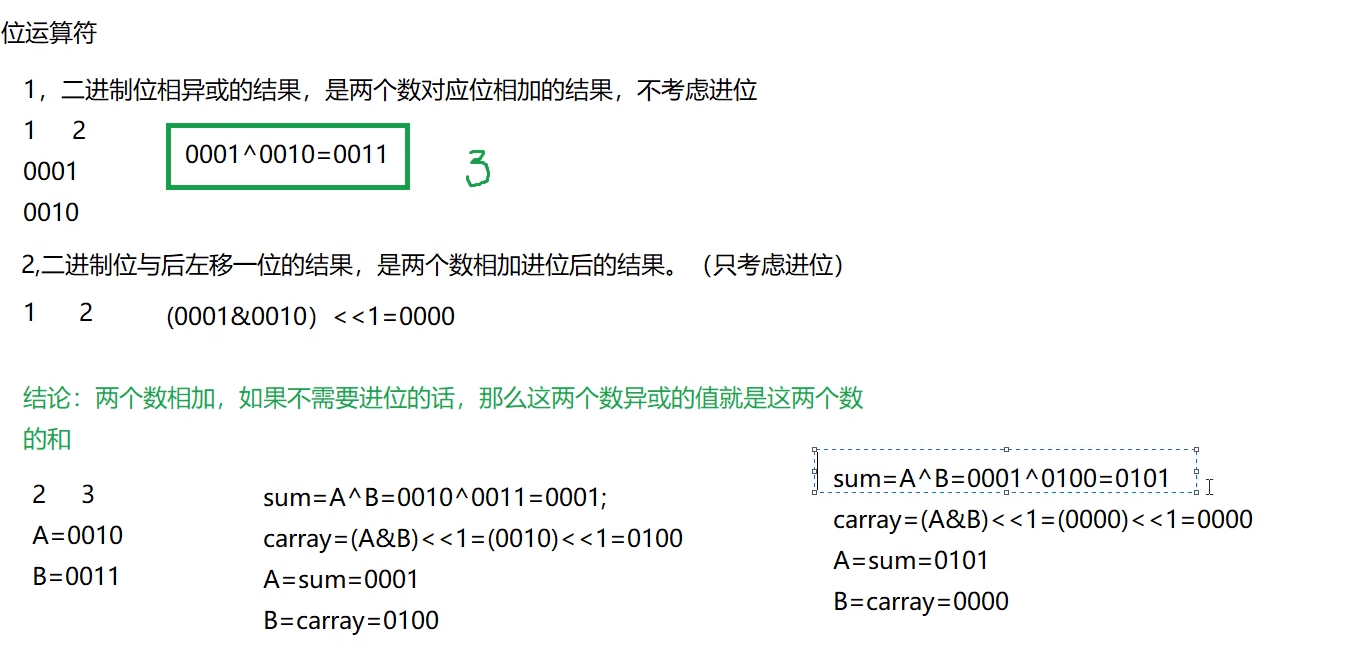 位运算符
1，二进制位相异或的结果，是两个数对应位相加的结果，不考虑进位
1 2
0001^0010=0011
3
0001
0010
2,二进制位与后左移一位的结果，是两个数相加进位后的结果。（只考虑进位）
1 2 (0001&0010）<<1=0000
结论：两个数相加，如果不需要进位的话，那么这两个数异或的值就是这两个数
的和
2 3
A=0010
B=0011
sum=A^B=0010^0011=0001;
carray=(A&B)<<1=(0010)<<1=0100
A=sum=0001
B=carray=0100
sum=A^B=0001^0100=0101
carray=(A&B)<<1=(0000)<<1=0000
A=sum=0101
B=carray=0000